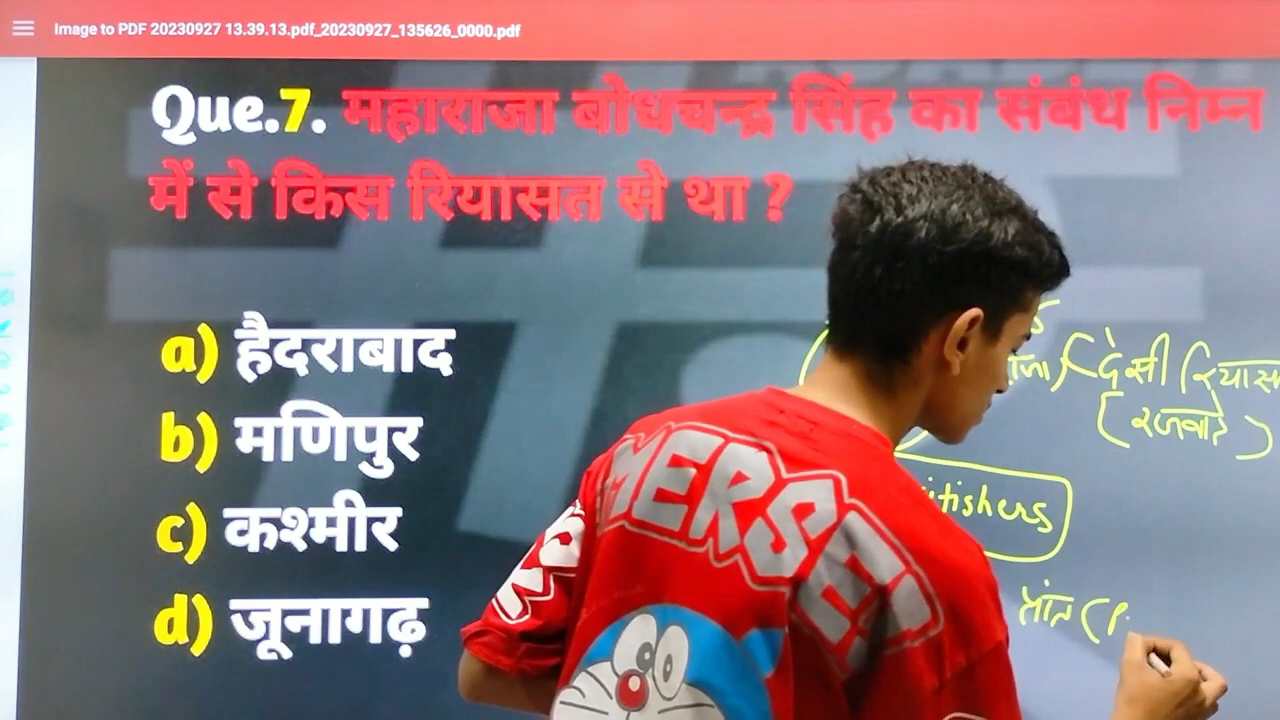 Image to PDF 20230927 13.39.13.pdf_20230927_135626_0000.pdf
Que.7. महाराजा बोधचन्द्र सिंह का संबंध निम्न
में से किस रियासत से था ?
a) हैदराबाद
b) मणिपुर
c) कश्मीर
d) जूनागढ़
देसी रियास
(रजवाड़े)
itishers
प्रांत (
MERSE